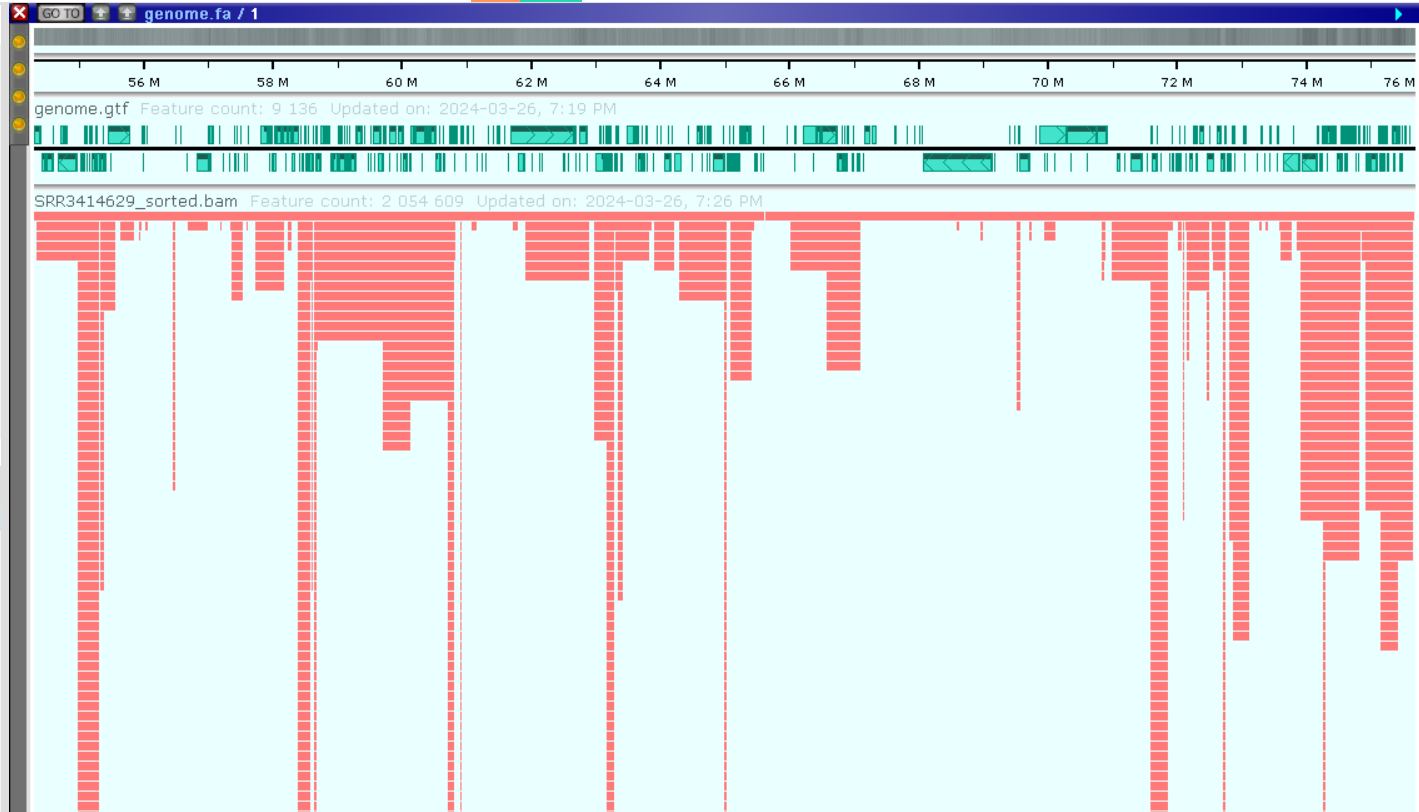 GO TO genome.fa / 1
56 M 58 M 60 M 62 M 64 M 66 M 68 M 70 M 72 M 74 M 76 M
genome.gtf Feature count: 9 136 Updated on: 2024-03-26, 7:19 PM
SRR3414629_sorted.bam Feature count: 2 054 609 Updated on: 2024-03-26, 7:26 PM